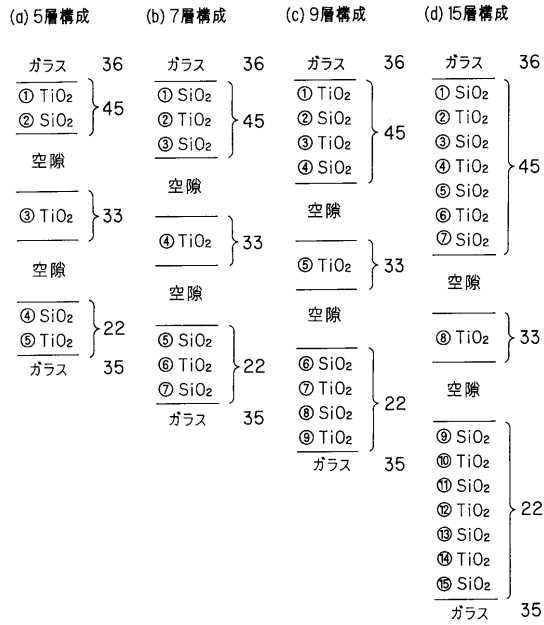 (a) 5層構成
ガラス 36
① TiO₂
② SiO₂
45
空隙
③ TiO₂ 33
空隙
④ SiO₂
⑤ TiO₂
22
ガラス 35
(b) 7層構成
ガラス 36
① SiO₂
② TiO₂ 45
③ SiO₂
空隙
④ TiO₂ 33
空隙
⑤ SiO₂
⑥ TiO₂ 22
⑦ SiO₂
ガラス 35
(c) 9層構成
ガラス 36
① TiO₂
② SiO₂
③ TiO₂
④ SiO₂
45
空隙
⑤ TiO₂ 33
空隙
⑥ SiO₂
⑦ TiO₂
⑧ SiO₂
⑨ TiO₂
22
ガラス 35
(d) 15層構成
ガラス 36
① SiO₂
② TiO₂
③ SiO₂
④ TiO₂ 45
⑤ SiO₂
⑥ TiO₂
⑦ SiO₂
空隙
⑧ TiO₂ 33
空隙
⑨ SiO₂
⑩ TiO₂
⑪ SiO₂
⑫ TiO₂ 22
⑬ SiO₂
⑭ TiO₂
⑮ SiO₂
ガラス 35